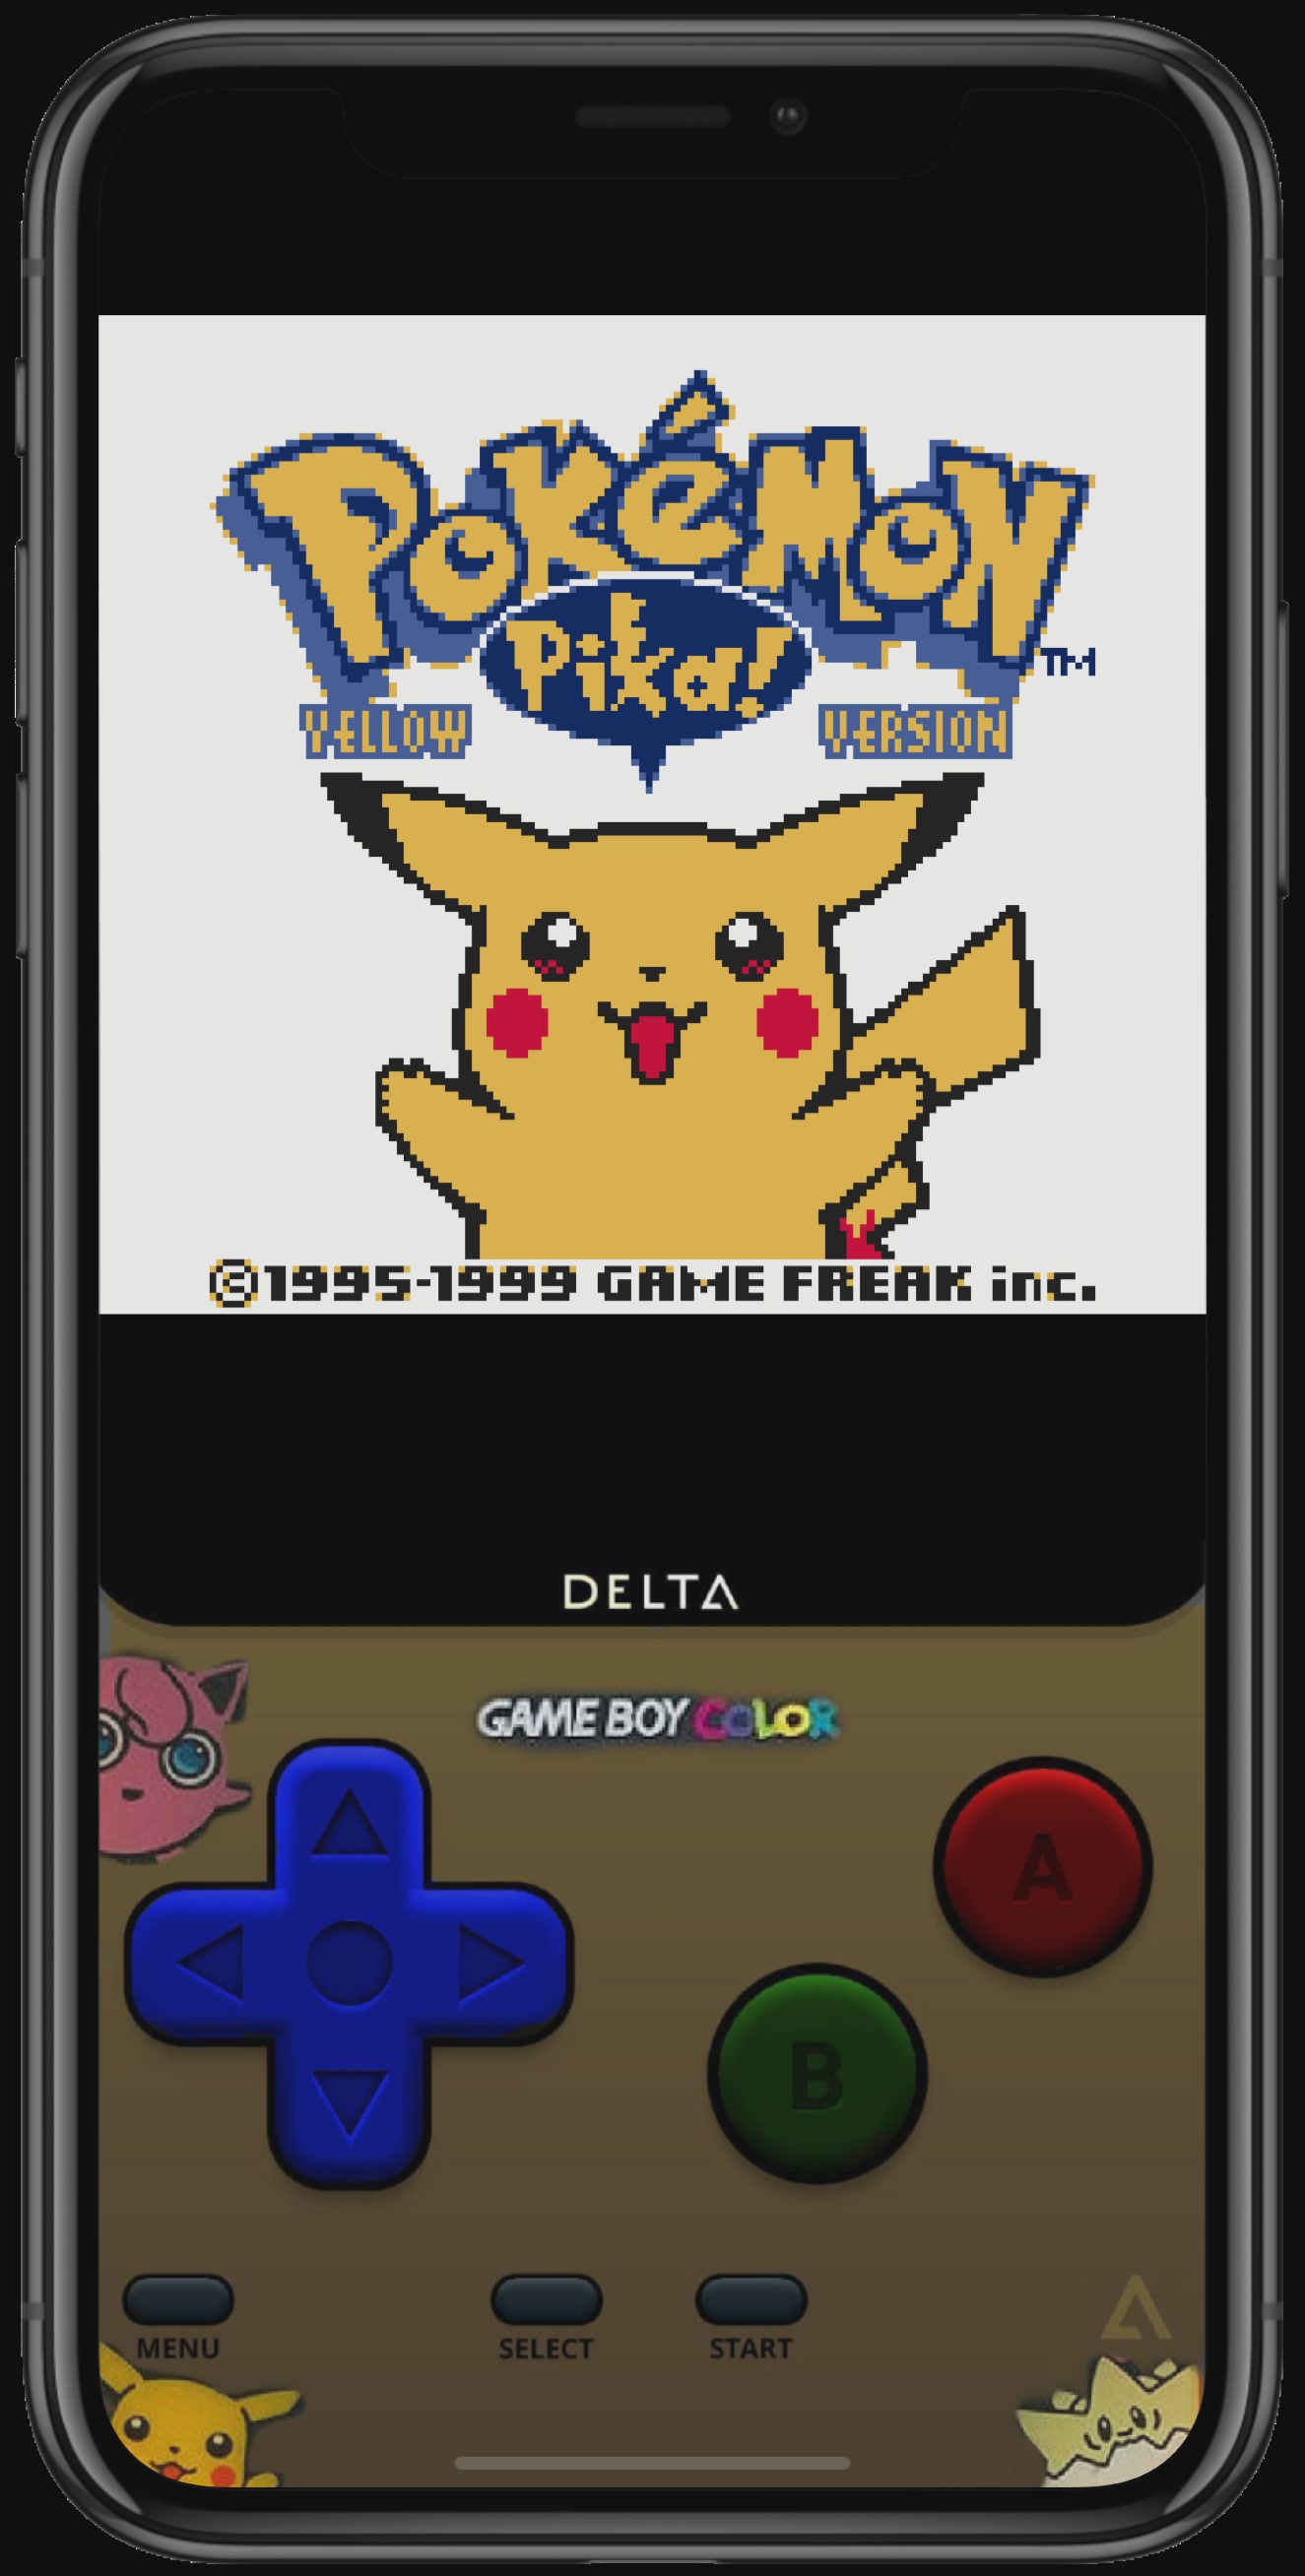 POKéMON
TM
Pika!
YELLOW VERSION
©1995-1999 GAME FREAK inc.
DELTA
GAME BOY COLOR
A
B
MENU SELECT START